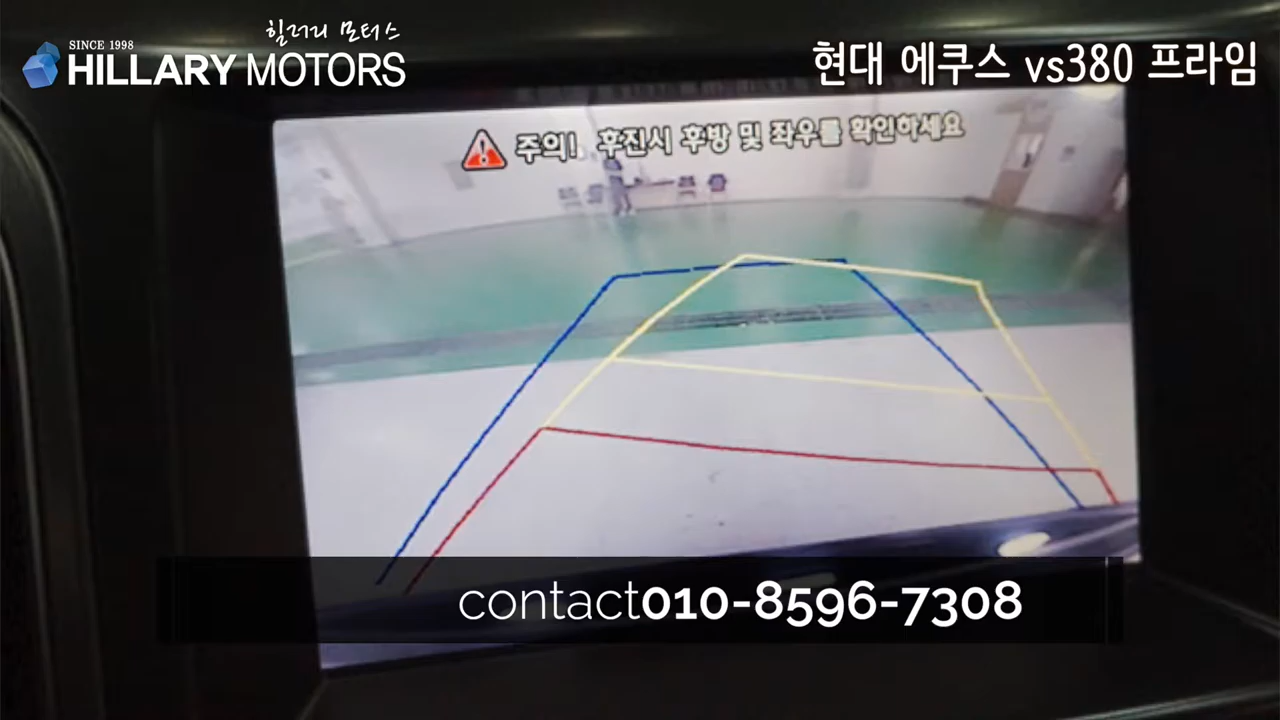 힐러리 모터스
SINCE 1998
HILLARY MOTORS
현대 에쿠스 vs380 프라임
주의! 후진시 후방 및 좌우를 확인하세요
contact010-8596-7308